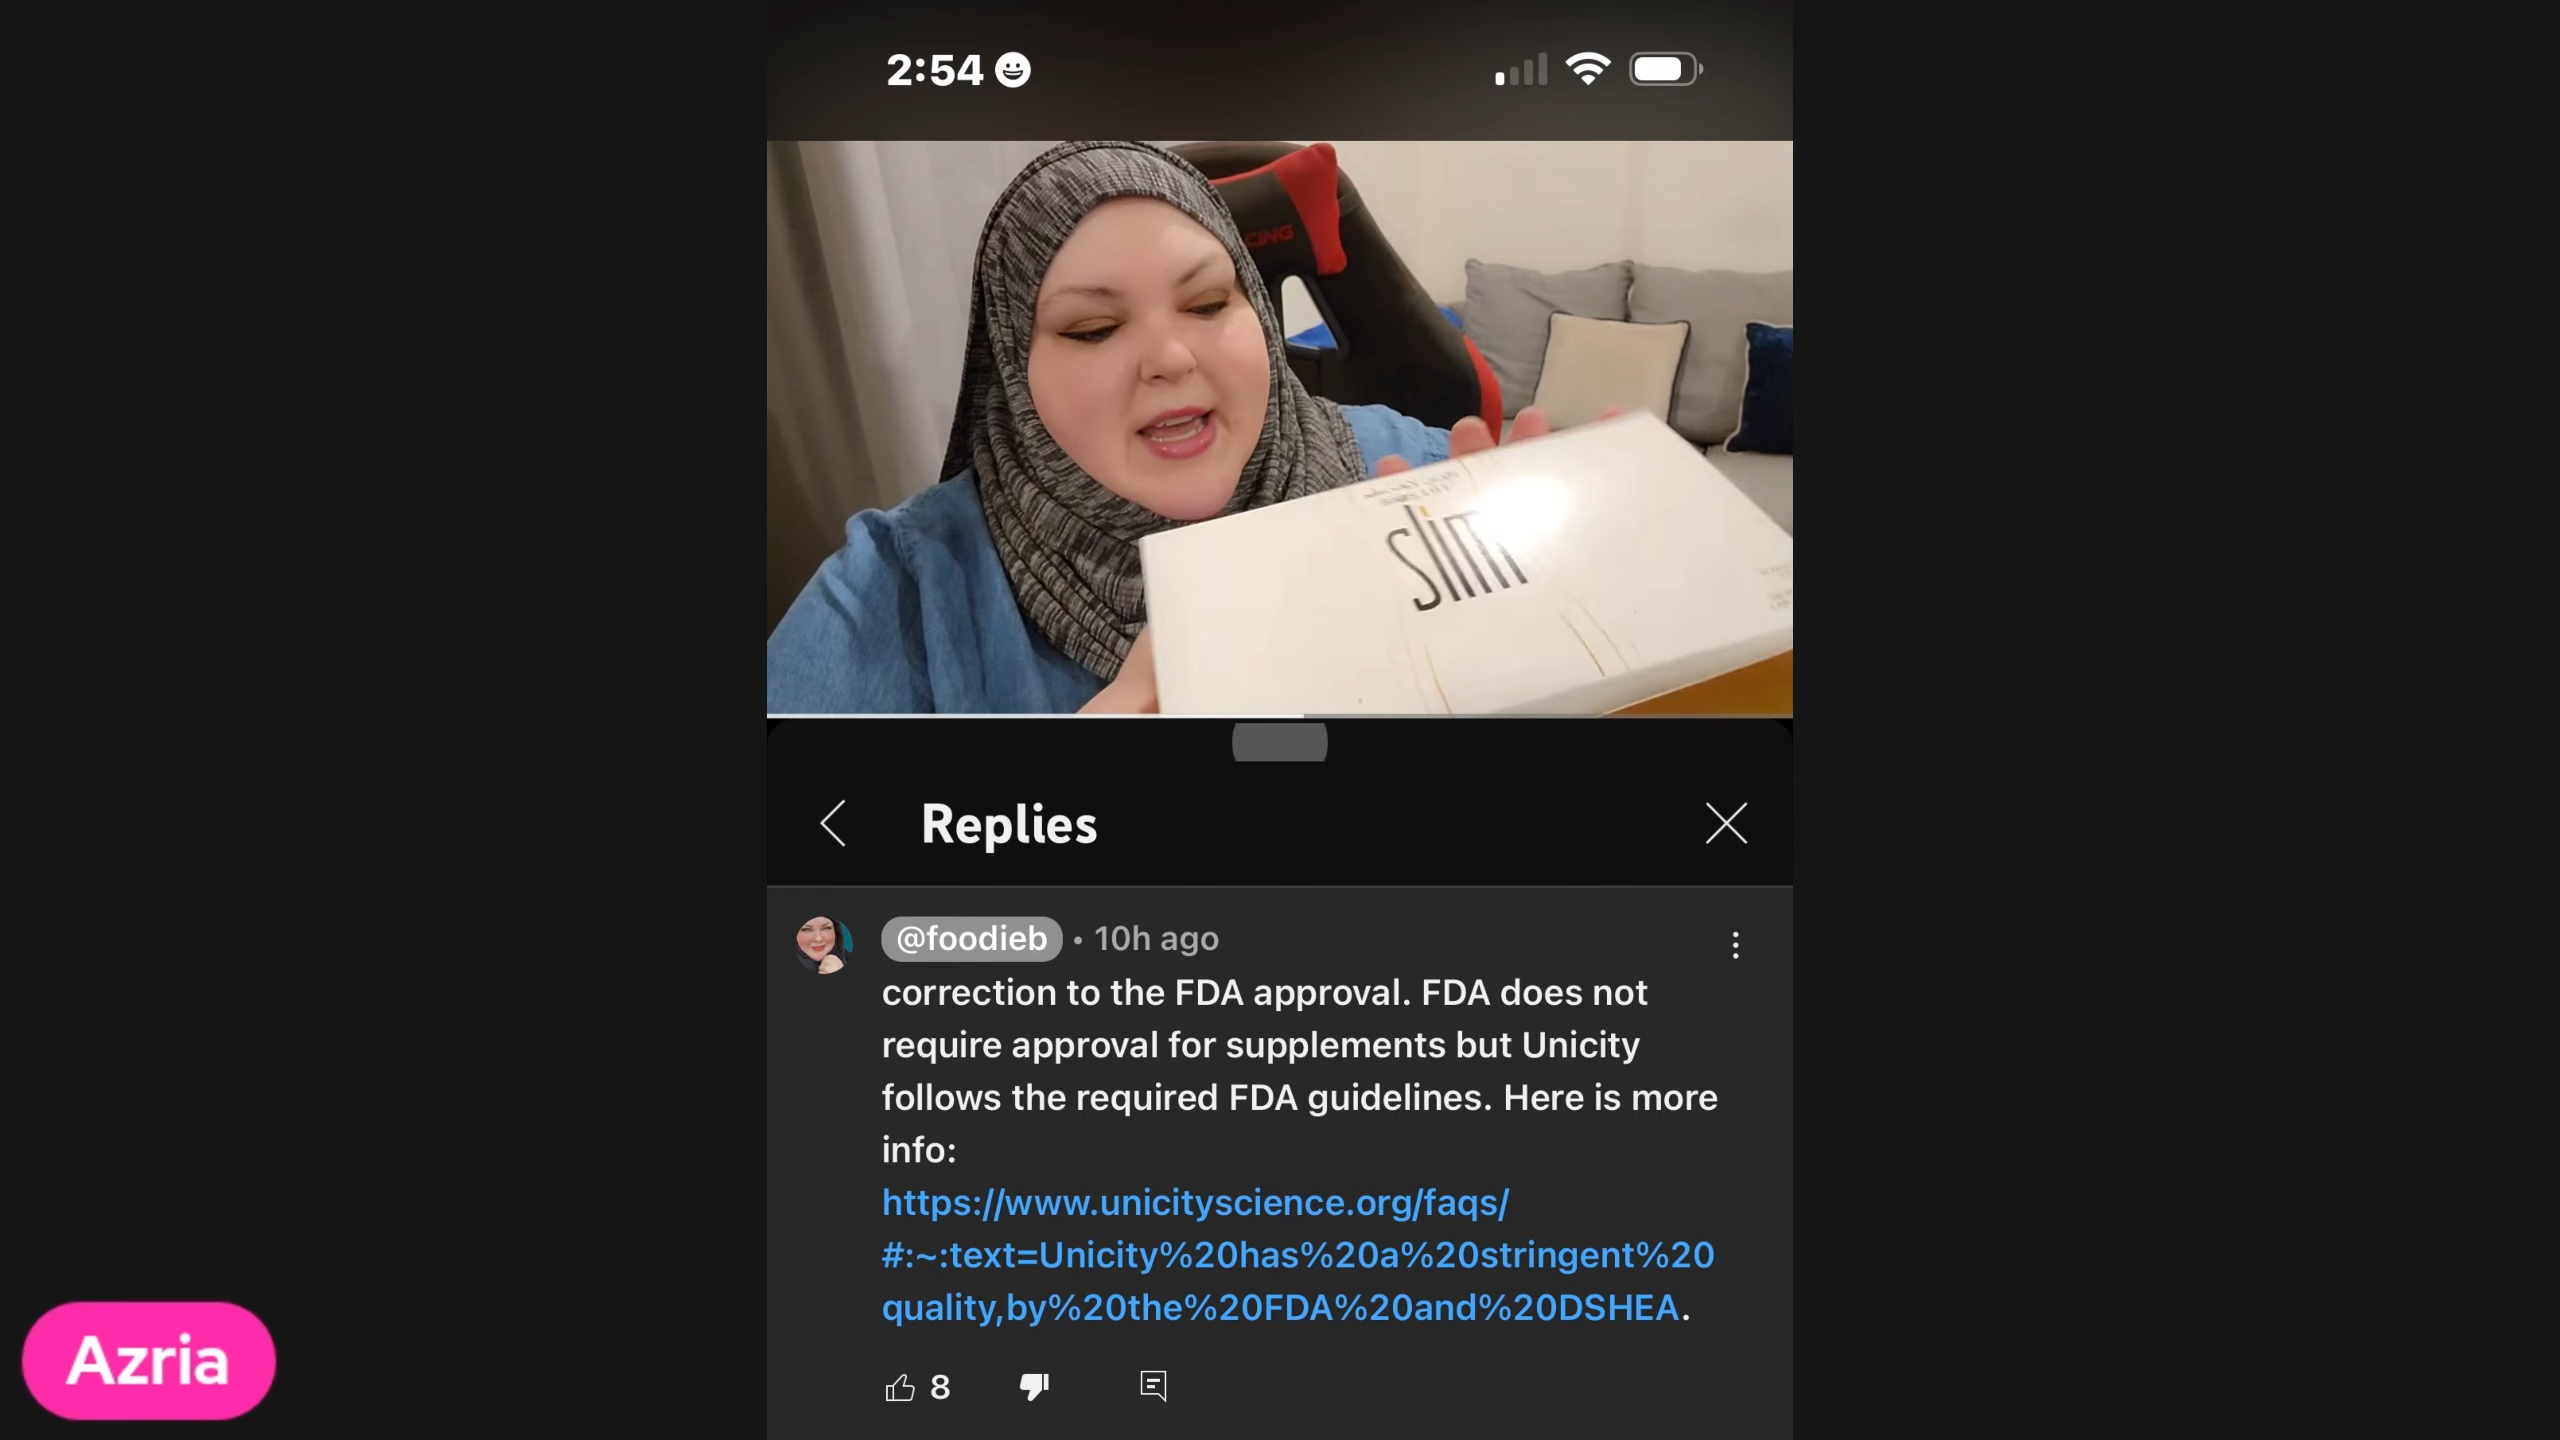 2:54
CING
slim
Replies
@foodieb • 10h ago
correction to the FDA approval. FDA does not
require approval for supplements but Unicity
follows the required FDA guidelines. Here is more
info:
https://www.unicityscience.org/faqs/
#:~:text=Unicity%20has%20a%20stringent%20
quality,by%20the%20FDA%20and%20DSHEA.
8
Azria